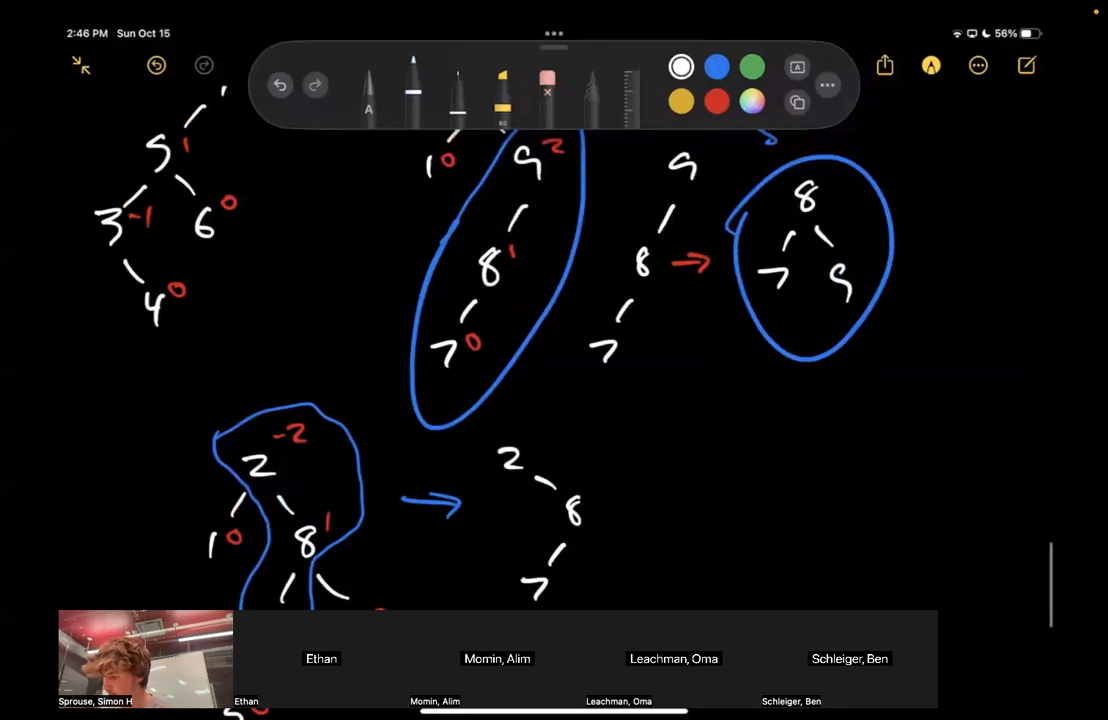 2:46 PM Sun Oct 15
56%
A
80
A
5 1
3 -1
6 0
4 0
1 0
9 2
8 1
7 0
9
8 →
7
8
7 9
2 -2
1 0
8 1
→
2
8
7
Ethan
Momin, Alim
Leachman, Oma
Schleiger, Ben
Sprouse, Simon H
Ethan
Momin, Alim
Leachman, Oma
Schleiger, Ben